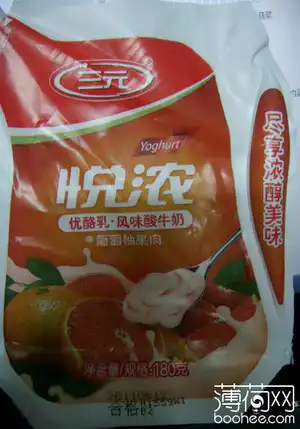 三元
Yoghurt
悦浓
优酪乳·风味酸牛奶
葡萄柚果肉
尽享浓醇美味
净含量/规格:180克
合格
薄荷网
boohee.com